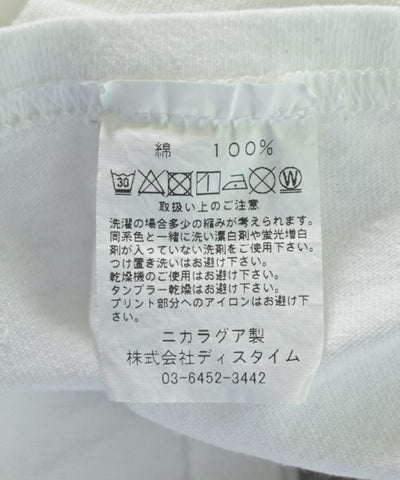 綿 100%
30 W
取扱い上のご注意
洗濯の場合多少の縮みが考えられます。
同系色と一緒に洗い漂白剤や蛍光増白
剤が入っていない洗剤をご使用下さい。
つけ置き洗いはお避け下さい。
乾燥機のご使用はお避け下さい。
タンブラー乾燥はお避け下さい。
プリント部分へのアイロンはお避け下
さい。
ニカラグア製
株式会社ディスタイム
03-6452-3442